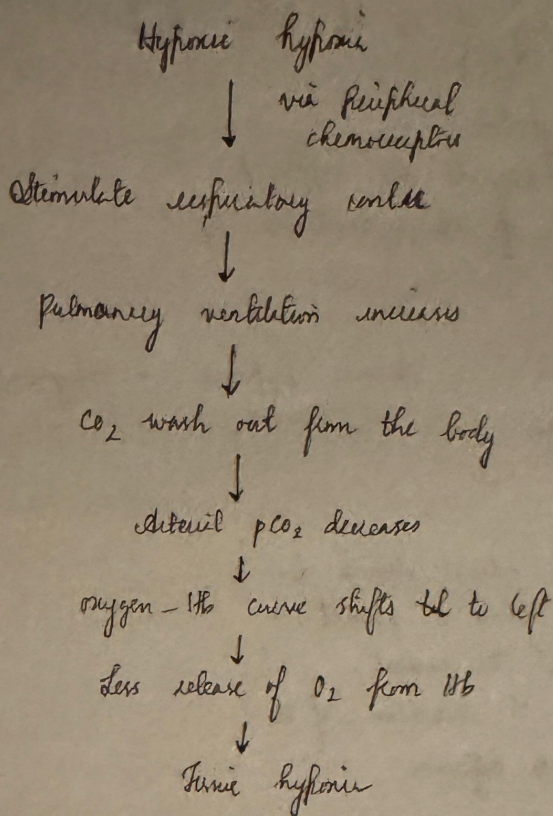 Hypoxic hypoxia
via Peripheral
chemoreceptors
Stimulate respiratory centre
Pulmonary ventilation increases
CO2 wash out from the body
Arterial pCO2 decreases
oxygen - Hb curve shifts to left
Less release of O2 from Hb
Tissue hypoxia